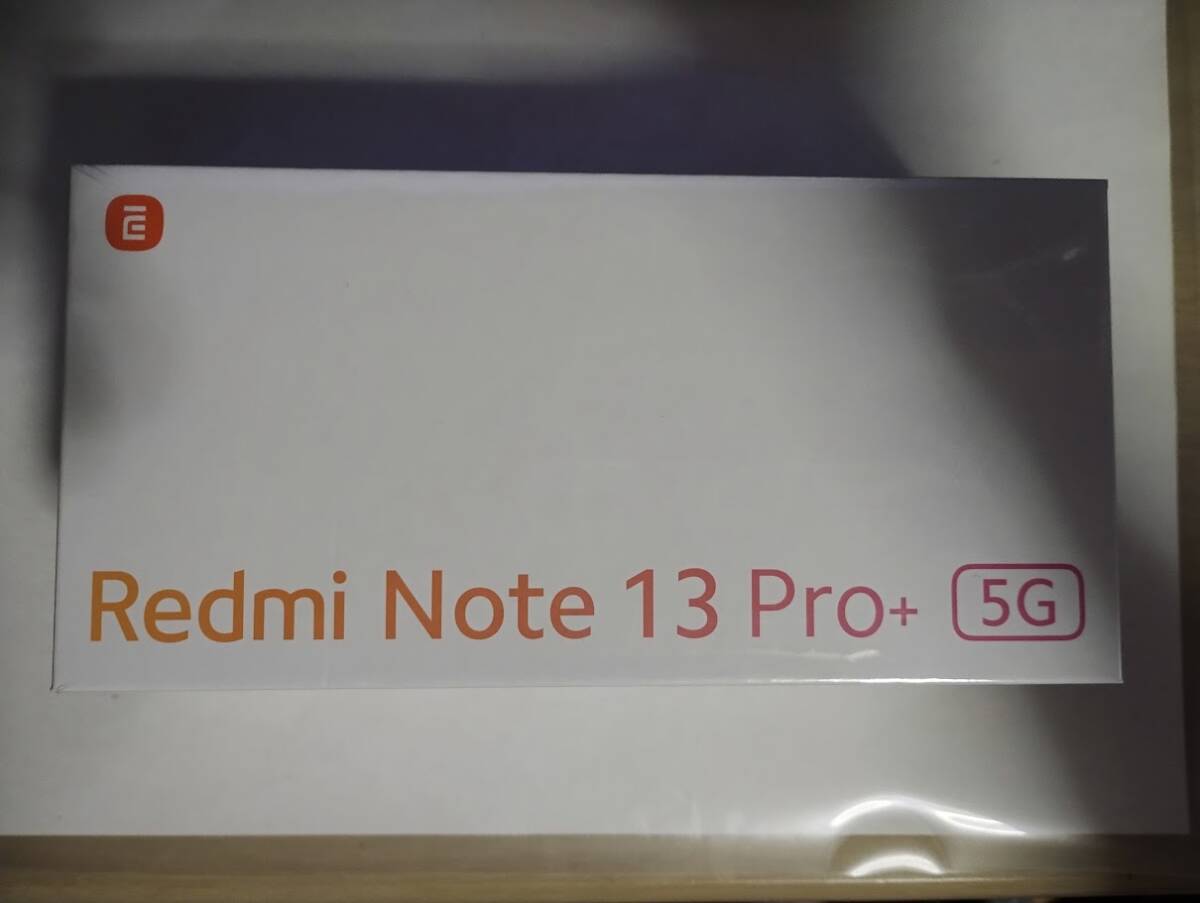 Redmi Note 13 Pro+ 5G